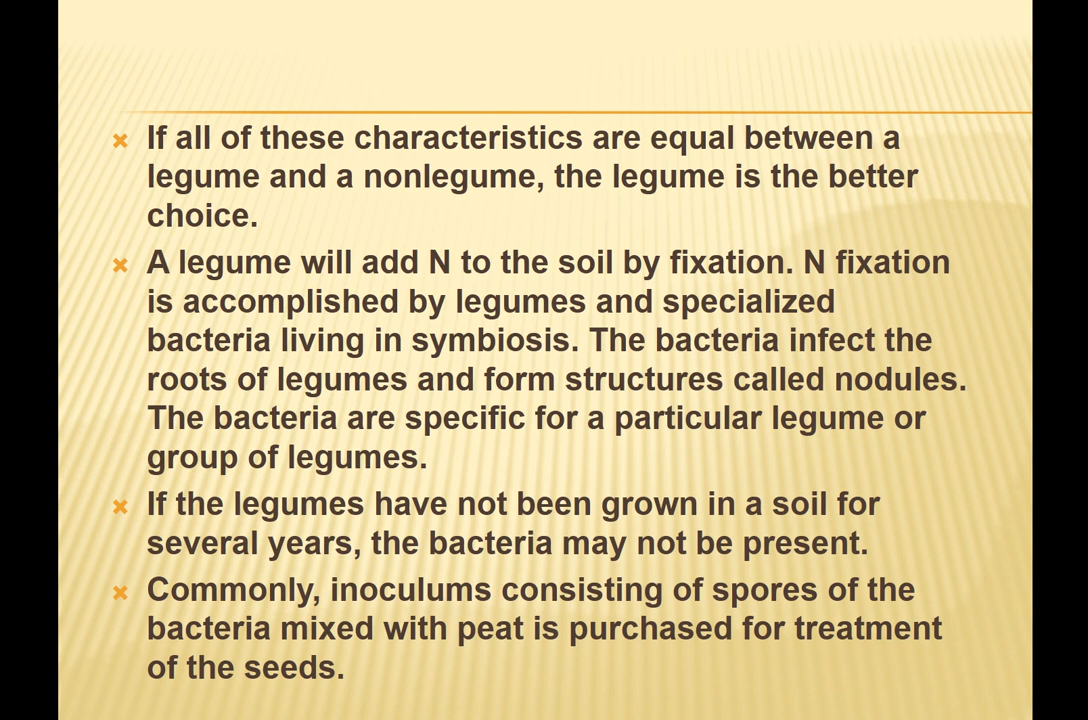 If all of these characteristics are equal between a
legume and a nonlegume, the legume is the better
choice.
A legume will add N to the soil by fixation. N fixation
is accomplished by legumes and specialized
bacteria living in symbiosis. The bacteria infect the
roots of legumes and form structures called nodules.
The bacteria are specific for a particular legume or
group of legumes.
If the legumes have not been grown in a soil for
several years, the bacteria may not be present.
Commonly, inoculums consisting of spores of the
bacteria mixed with peat is purchased for treatment
of the seeds.